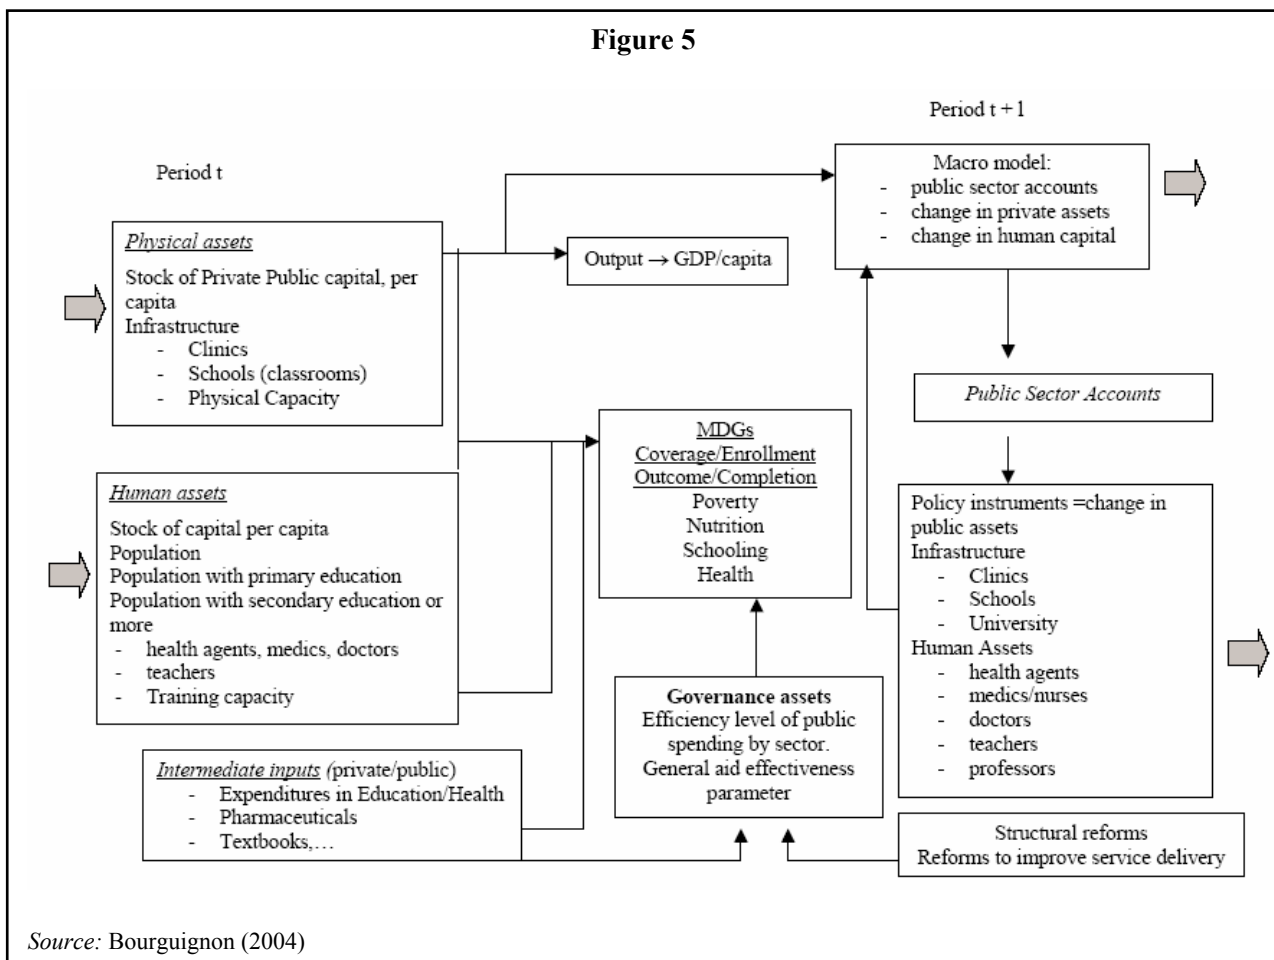 Figure 5
Period t
Physical assets
Stock of Private Public capital, per
capita
Infrastructure
- Clinics
- Schools (classrooms)
- Physical Capacity
Human assets
Stock of capital per capita
Population
Population with primary education
Population with secondary education or
more
- health agents, medics, doctors
- teachers
- Training capacity
Intermediate inputs (private/public)
- Expenditures in Education/Health
- Pharmaceuticals
- Textbooks,…
Output → GDP/capita
MDGs
Coverage/Enrollment
Outcome/Completion
Poverty
Nutrition
Schooling
Health
Governance assets
Efficiency level of public
spending by sector.
General aid effectiveness
parameter
Period t + 1
Macro model:
- public sector accounts
- change in private assets
- change in human capital
Public Sector Accounts
Policy instruments =change in
public assets
Infrastructure
- Clinics
- Schools
- University
Human Assets
- health agents
- medics/nurses
- doctors
- teachers
- professors
Structural reforms
Reforms to improve service delivery
Source: Bourguignon (2004)